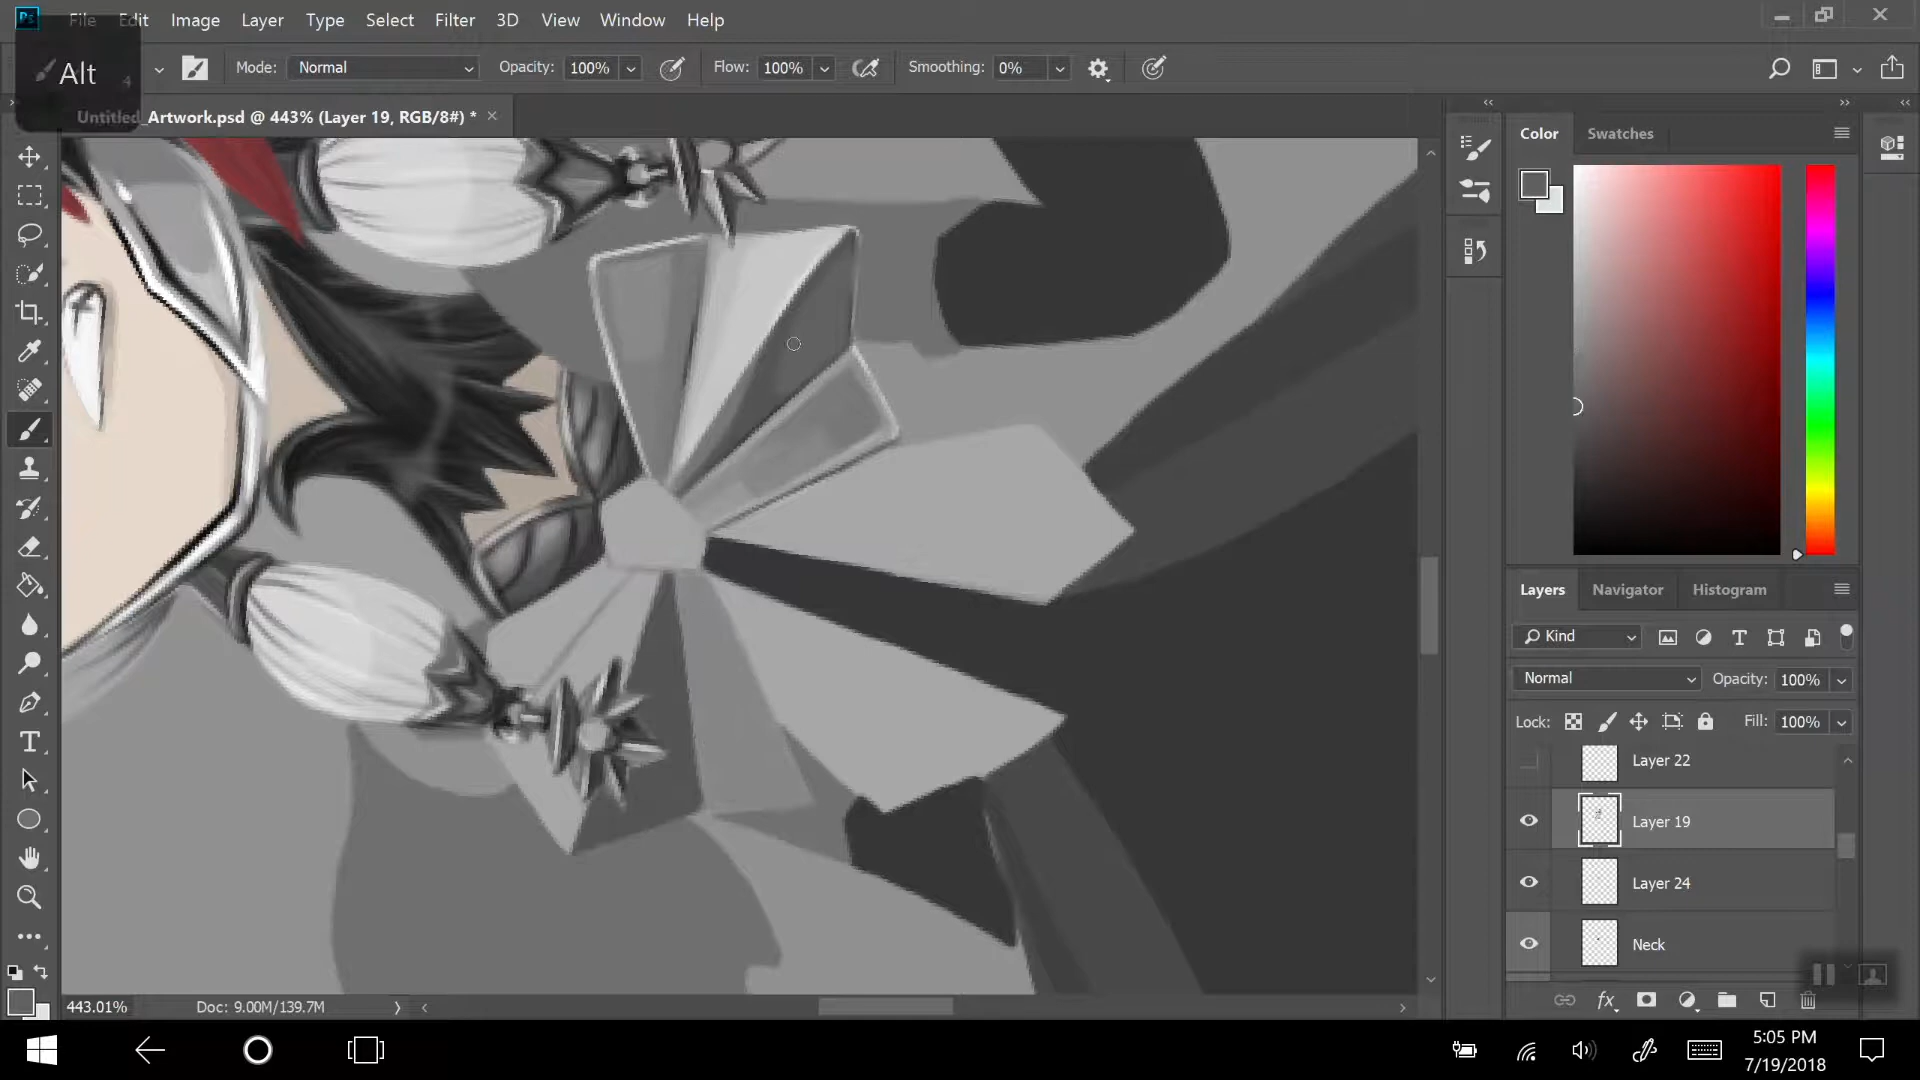 Ps File Edit Image Layer Type Select Filter 3D View Window Help
Alt 4 Mode: Normal Opacity: 100% Flow: 100% Smoothing: 0%
Untitled_Artwork.psd @ 443% (Layer 19, RGB/8#) *
Color Swatches
Layers Navigator Histogram
Kind
Normal Opacity: 100%
Lock: Fill: 100%
Layer 22
Layer 19
Layer 24
Neck
443.01% Doc: 9.00M/139.7M
fx
5:05 PM
7/19/2018